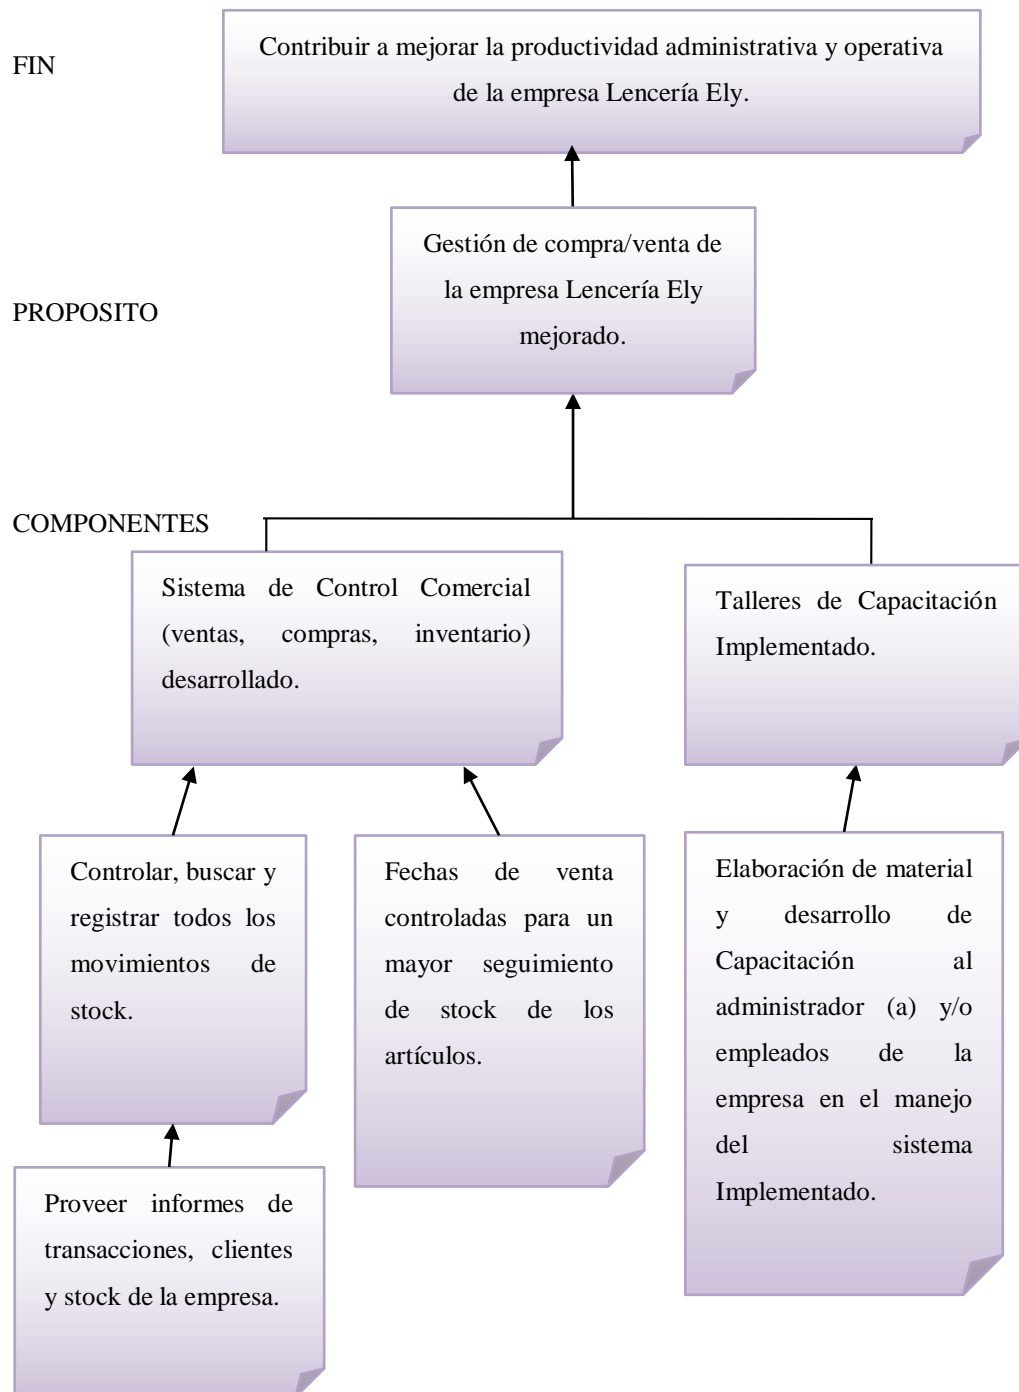 FIN
Contribuir a mejorar la productividad administrativa y operativa
de la empresa Lencería Ely.
PROPOSITO
Gestión de compra/venta de
la empresa Lencería Ely
mejorado.
COMPONENTES
Sistema de Control Comercial
(ventas, compras, inventario)
desarrollado.
Talleres de Capacitación
Implementado.
Controlar, buscar y
registrar todos los
movimientos de
stock.
Fechas de venta
controladas para un
mayor seguimiento
de stock de los
artículos.
Elaboración de material
y desarrollo de
Capacitación al
administrador (a) y/o
empleados de la
empresa en el manejo
del sistema
Implementado.
Proveer informes de
transacciones, clientes
y stock de la empresa.